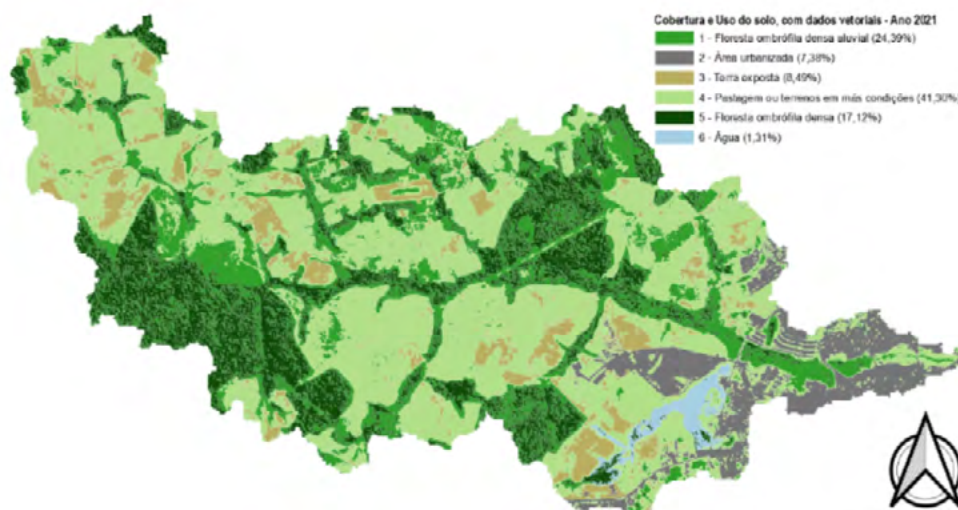 Cobertura e Uso do solo, com dados vetoriais - Ano 2021
1 - Floresta ombrófila densa aluvial (24,39%)
2 - Área urbanizada (7,38%)
3 - Terra exposta (8,49%)
4 - Pastagem ou terrenos em más condições (41,30%)
5 - Floresta ombrófila densa (17,12%)
6 - Água (1,31%)